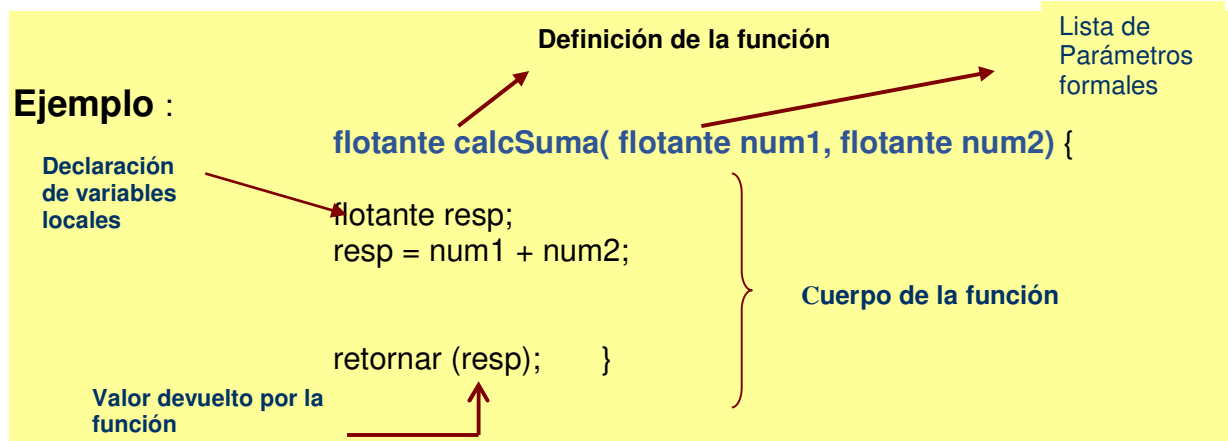 Definición de la función
Lista de
Parámetros
formales
Ejemplo :
flotante calcSuma( flotante num1, flotante num2) {
Declaración
de variables
locales
flotante resp;
resp = num1 + num2;
Cuerpo de la función
retornar (resp); }
Valor devuelto por la
función